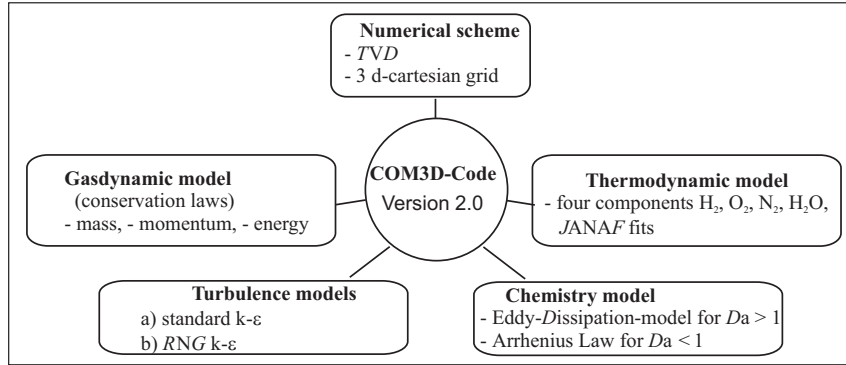 Numerical scheme
- TVD
- 3 d-cartesian grid
COM3D-Code
Version 2.0
Gasdynamic model
(conservation laws)
- mass, - momentum, - energy
Thermodynamic model
- four components H₂, O₂, N₂, H₂O,
JANAF fits
Turbulence models
a) standard k-ε
b) RNG k-ε
Chemistry model
- Eddy-Dissipation-model for Da > 1
- Arrhenius Law for Da < 1